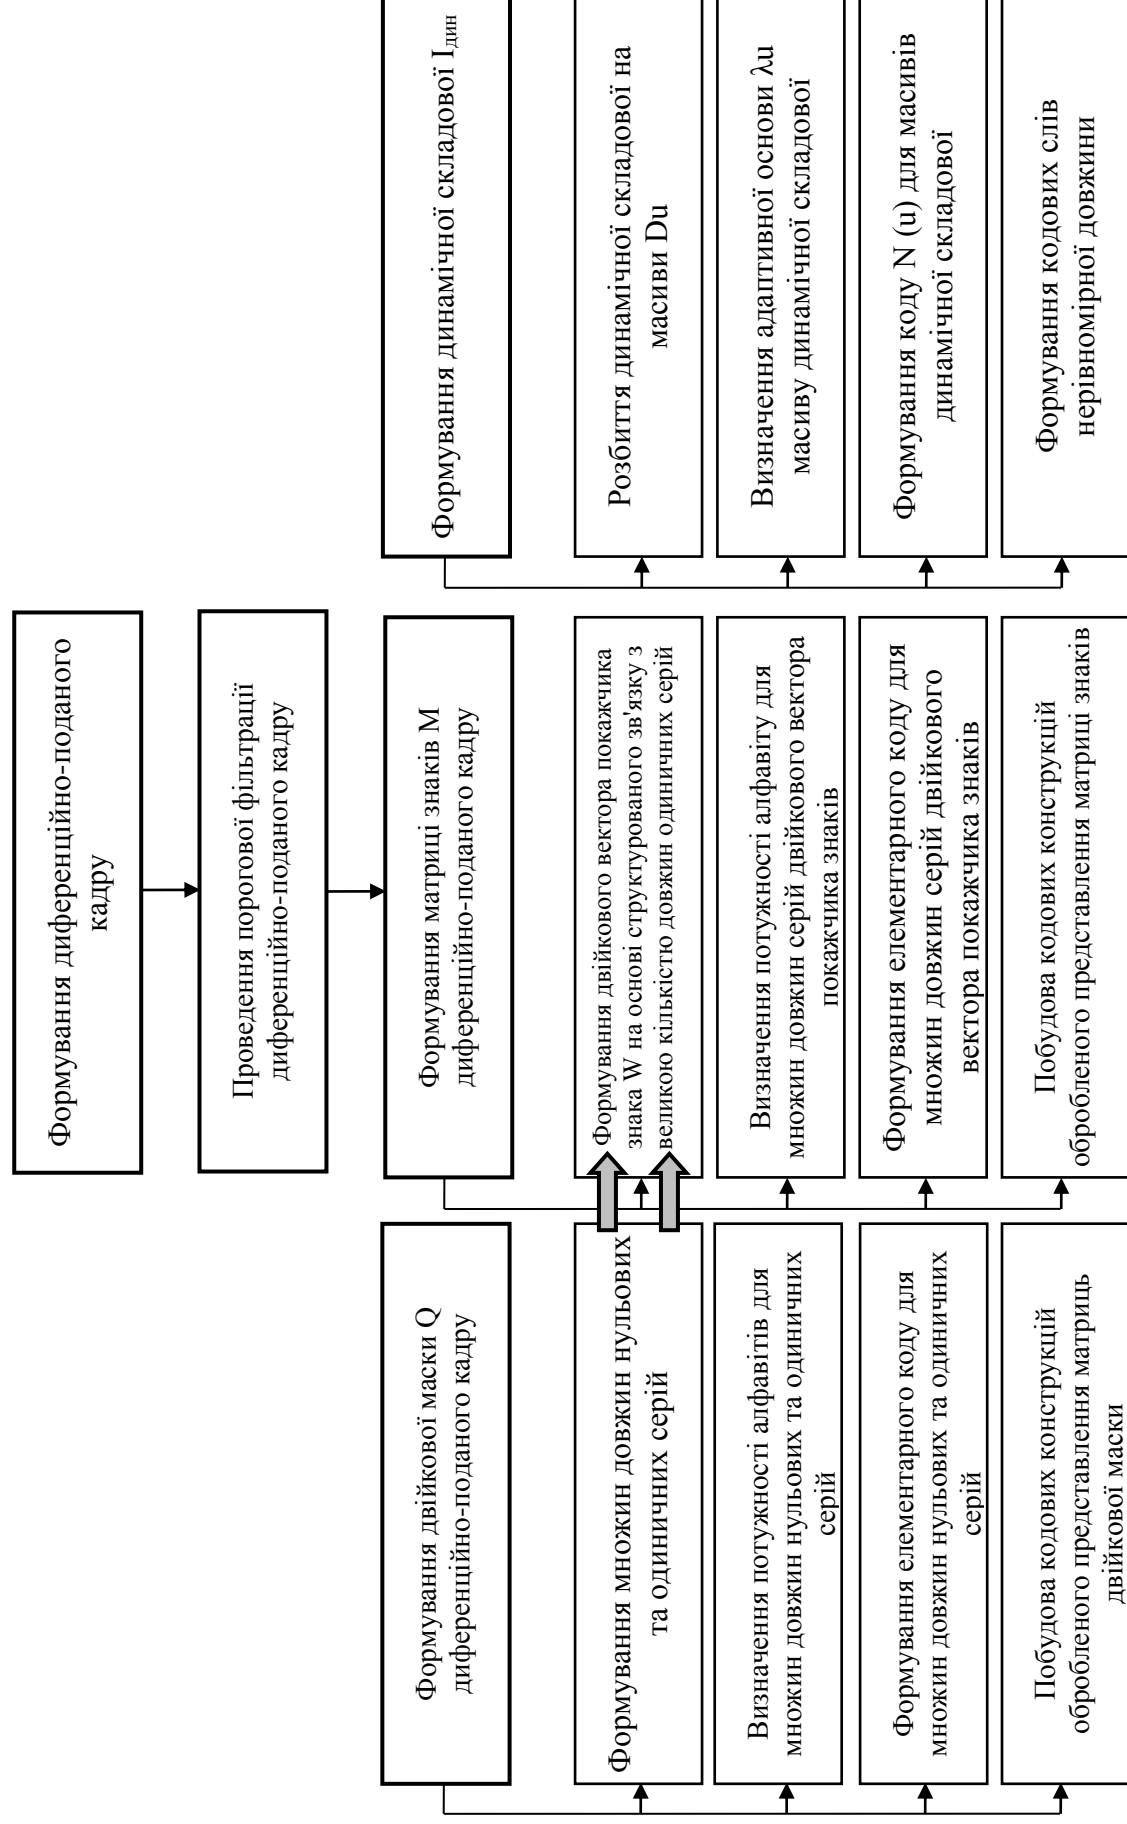 Формування диференційно-поданого
кадру
Проведення порогової фільтрації
диференційно-поданого кадру
Формування двійкової маски Q
диференційно-поданого кадру
Формування матриці знаків М
диференційно-поданого кадру
Формування динамічної складової Iдин
Формування множин довжин нульових
та одиничних серій
Формування двійкового вектора покажчика
знака W на основі структурованого зв'язку з
великою кількістю довжин одиничних серій
Розбиття динамічної складової на
масиви Du
Визначення потужності алфавітів для
множин довжин нульових та одиничних
серій
Визначення потужності алфавіту для
множин довжин серій двійкового вектора
покажчика знаків
Визначення адаптивної основи λu
масиву динамічної складової
Формування елементарного коду для
множин довжин нульових та одиничних
серій
Формування елементарного коду для
множин довжин серій двійкового
вектора покажчика знаків
Формування коду N (u) для масивів
динамічної складової
Побудова кодових конструкцій
обробленого представлення матриць
двійкової маски
Побудова кодових конструкцій
обробленого представлення матриці знаків
Формування кодових слів
нерівномірної довжини